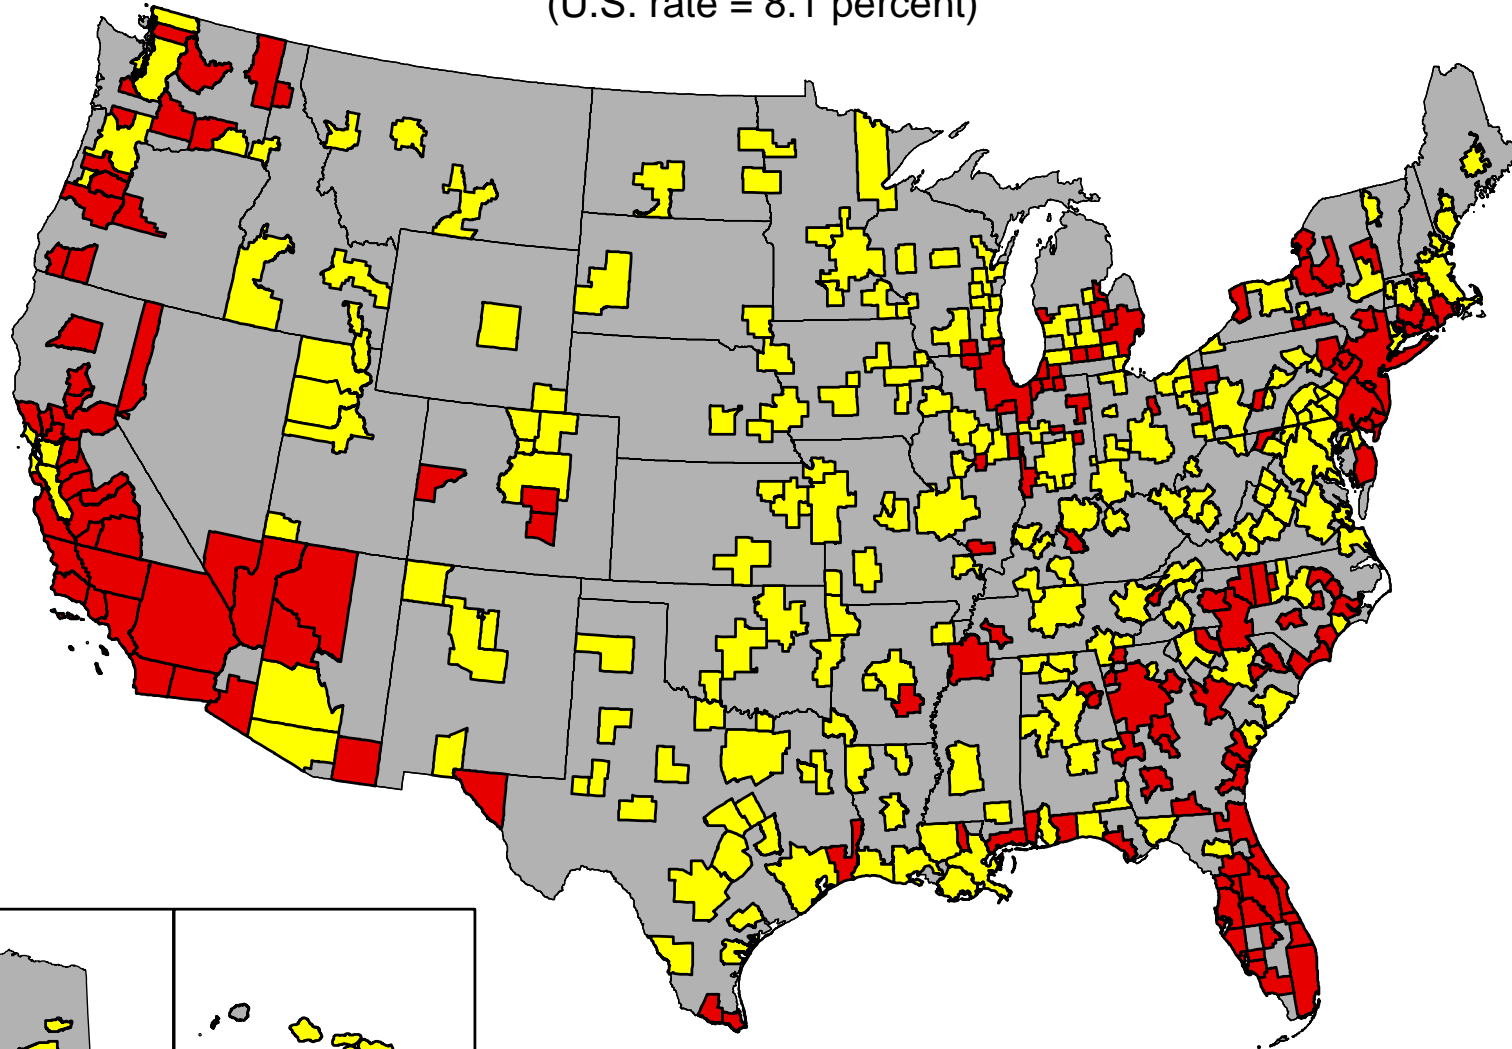 (U.S. rate = 8.1 percent)